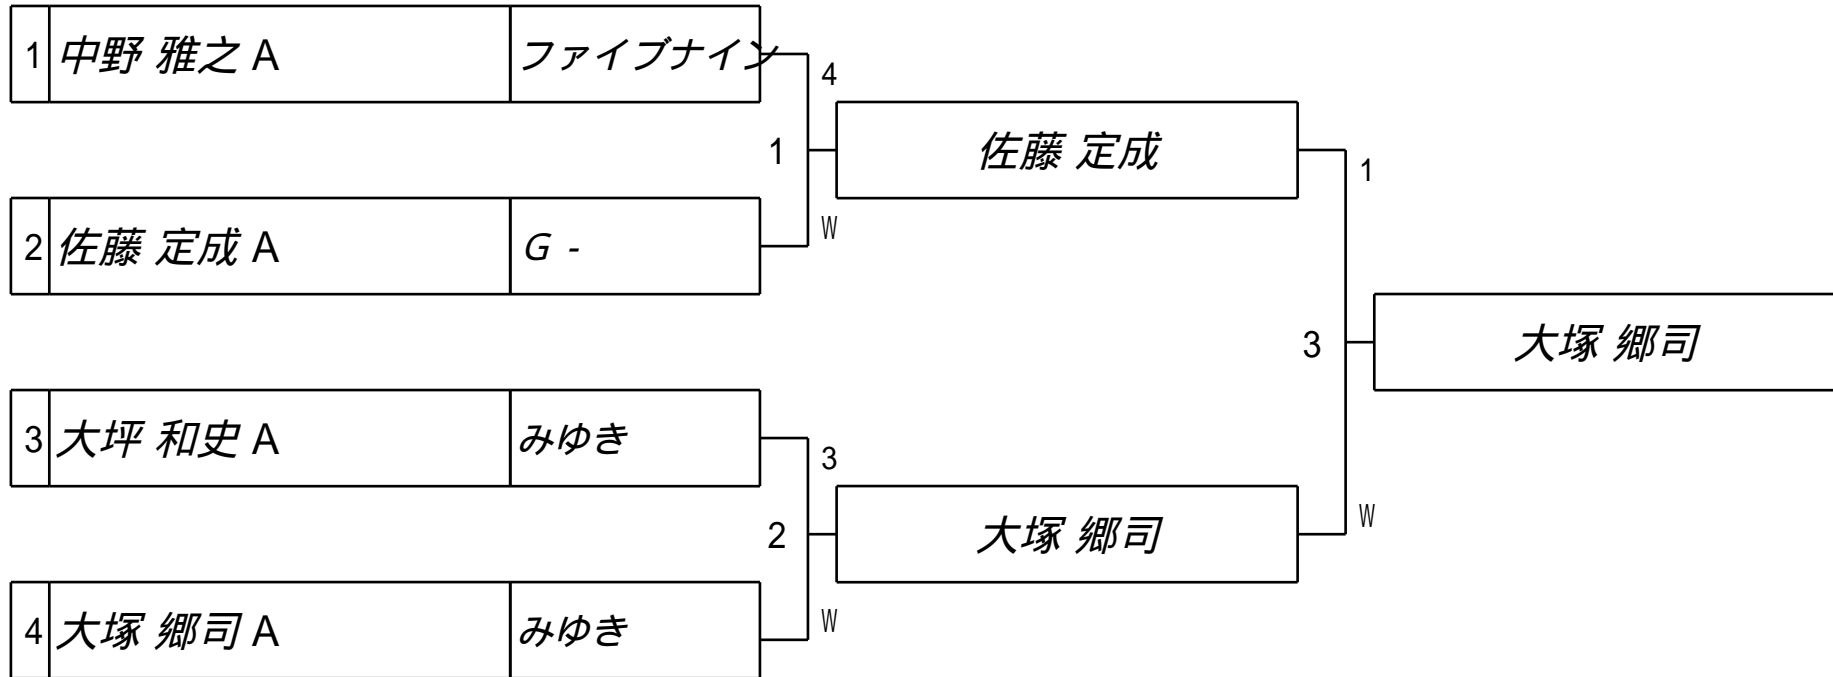 1 中野 雅之 A ファイブナイン
4
1
佐藤 定成
1
2 佐藤 定成 A G -
W
3
大塚 郷司
3 大坪 和史 A みゆき
3
2
大塚 郷司
W
4 大塚 郷司 A みゆき
W